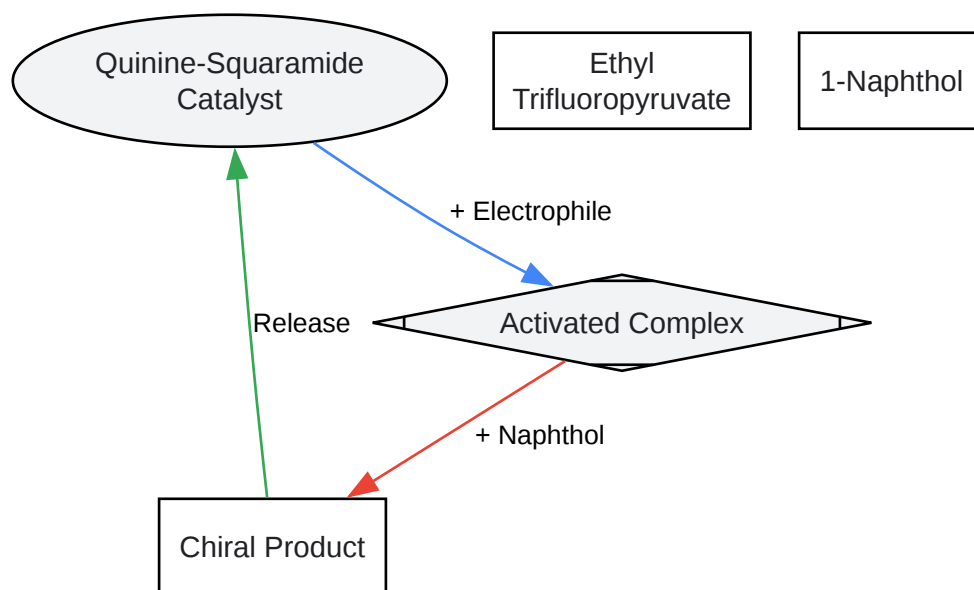 Quinine-Squaramide
Catalyst
Ethyl
Trifluoropyruvate
1-Naphthol
+ Electrophile
Release
Activated Complex
+ Naphthol
Chiral Product